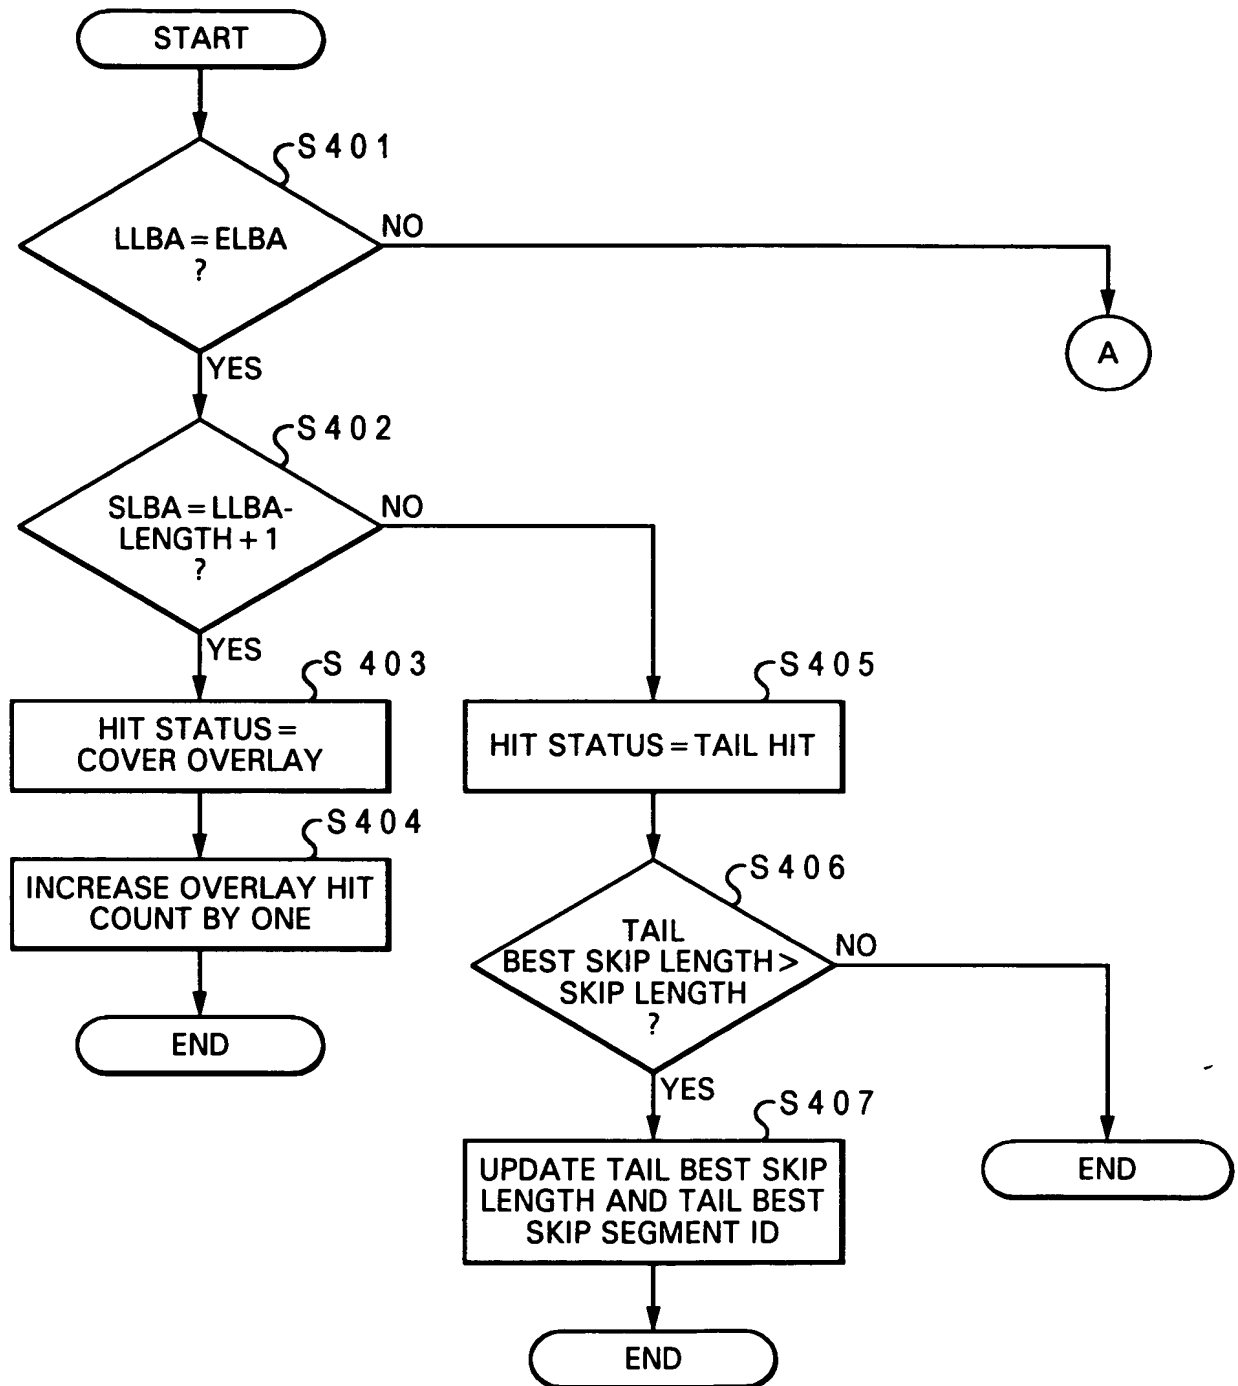 START
S401
LLBA=ELBA
?
NO
A
YES
S402
SLBA=LLBA-
LENGTH+1
?
NO
YES
S 403
HIT STATUS=
COVER OVERLAY
S405
HIT STATUS=TAIL HIT
S404
INCREASE OVERLAY HIT
COUNT BY ONE
S406
TAIL
BEST SKIP LENGTH>
SKIP LENGTH
?
NO
END
YES
S407
UPDATE TAIL BEST SKIP
LENGTH AND TAIL BEST
SKIP SEGMENT ID
END
END